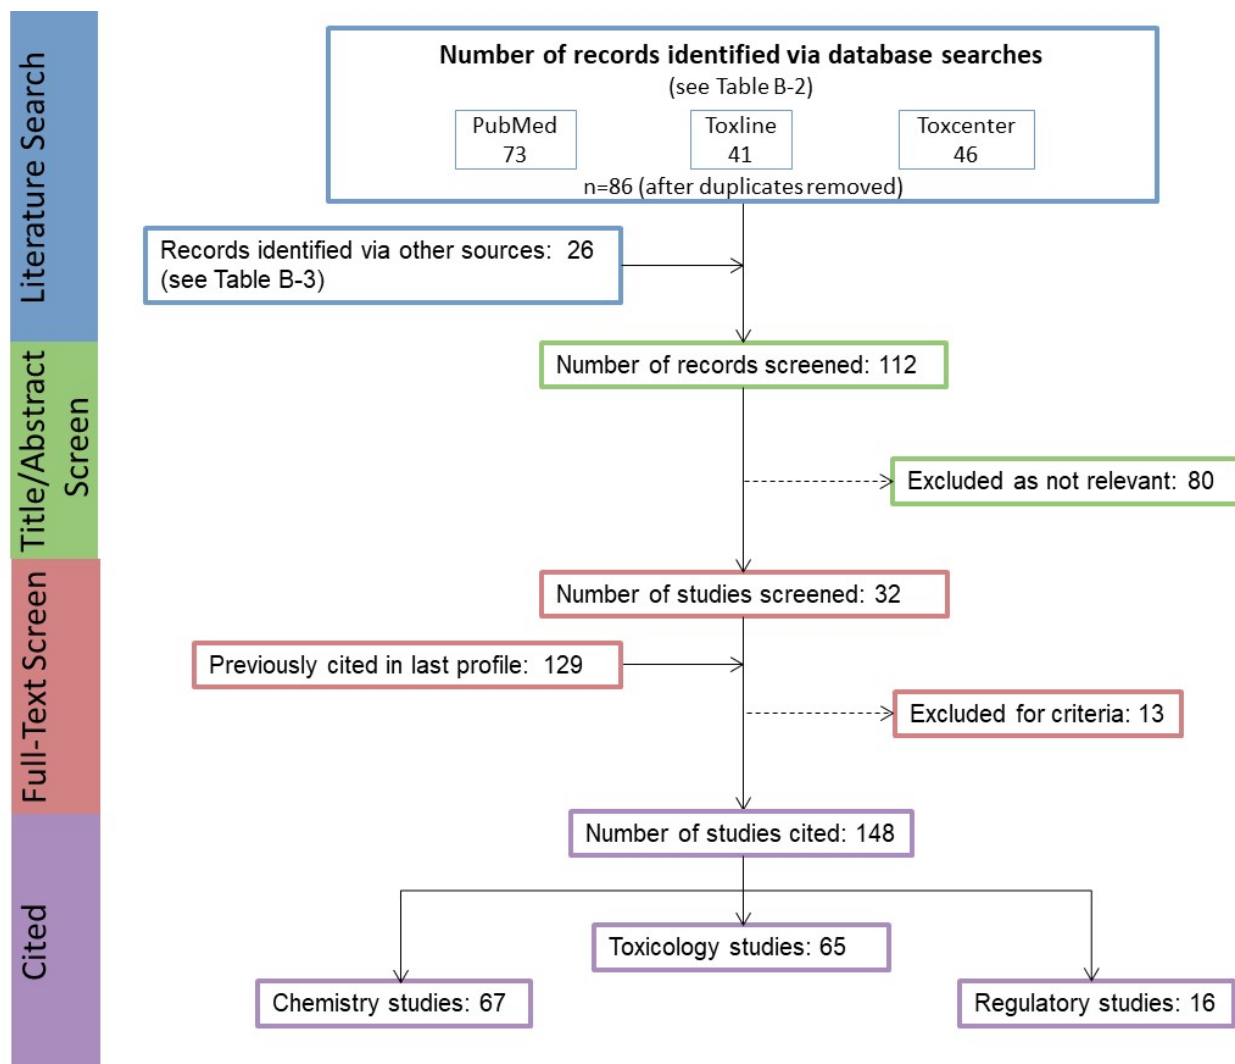 Literature Search
Number of records identified via database searches
(see Table B-2)
PubMed
73
Toxline
41
Toxcenter
46
n=86 (after duplicates removed)
Records identified via other sources: 26
(see Table B-3)
Title/Abstract
Screen
Number of records screened: 112
Excluded as not relevant: 80
Full-Text Screen
Number of studies screened: 32
Previously cited in last profile: 129
Excluded for criteria: 13
Cited
Number of studies cited: 148
Toxicology studies: 65
Chemistry studies: 67
Regulatory studies: 16